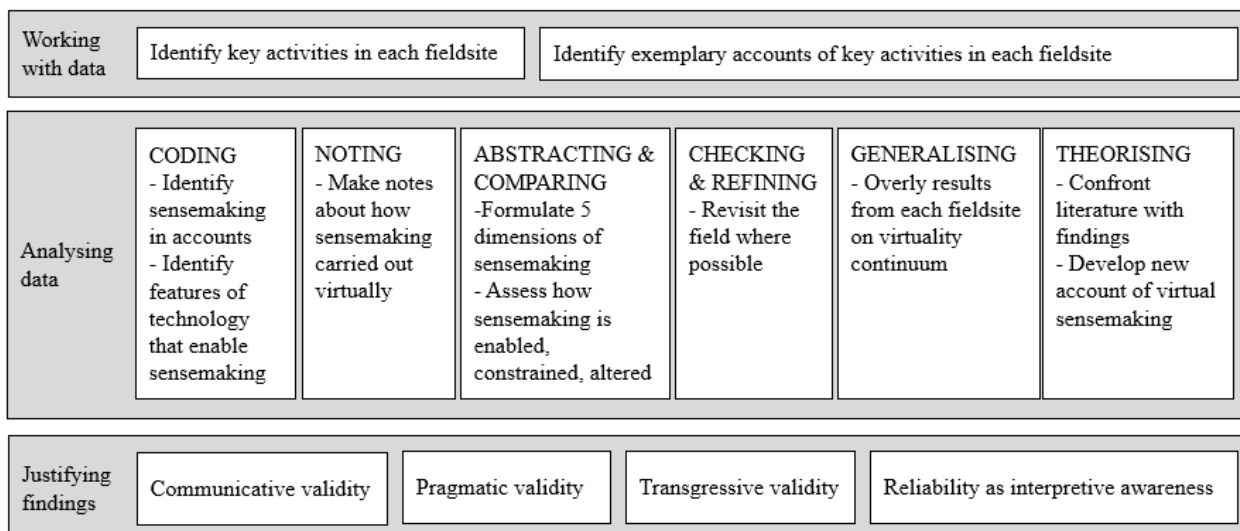 Working
with data
Identify key activities in each fieldsite
Identify exemplary accounts of key activities in each fieldsite
Analysing
data
CODING
- Identify
sensemaking
in accounts
- Identify
features of
technology
that enable
sensemaking
NOTING
- Make notes
about how
sensemaking
carried out
virtually
ABSTRACTING &
COMPARING
-Formulate 5
dimensions of
sensemaking
- Assess how
sensemaking is
enabled,
constrained, altered
CHECKING
& REFINING
- Revisit the
field where
possible
GENERALISING
- Overly results
from each fieldsite
on virtuality
continuum
THEORISING
- Confront
literature with
findings
- Develop new
account of virtual
sensemaking
Justifying
findings
Communicative validity
Pragmatic validity
Transgressive validity
Reliability as interpretive awareness